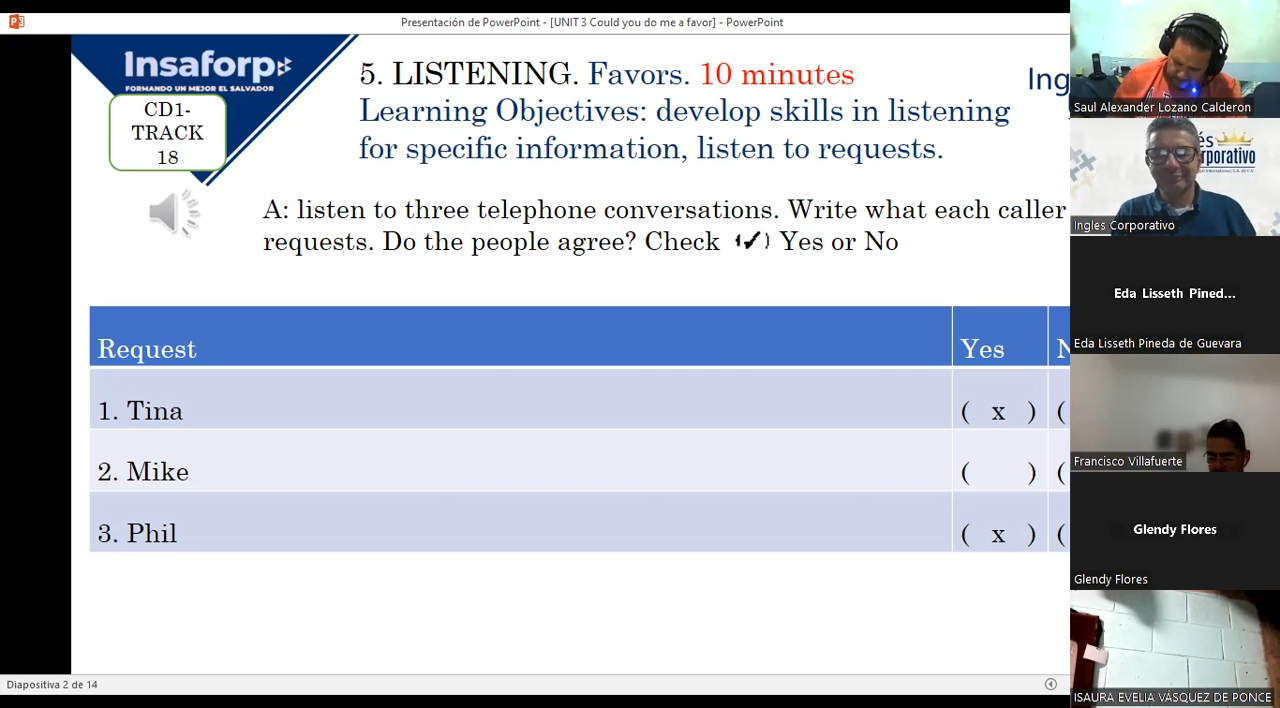 Presentación de PowerPoint - [UNIT 3 Could you do me a favor] - PowerPoint
Insaforp
FORMANDO UN MEJOR EL SALVADOR
CD1-
TRACK
18
5. LISTENING. Favors. 10 minutes
Learning Objectives: develop skills in listening
for specific information, listen to requests.
Ing
A: listen to three telephone conversations. Write what each caller
requests. Do the people agree? Check (✓) Yes or No
Request Yes N
1. Tina ( x ) (
2. Mike ( ) (
3. Phil ( x ) (
Diapositiva 2 de 14
Saul Alexander Lozano Calderon
Ingles Corporativo
Eda Lisseth Pined...
Eda Lisseth Pineda de Guevara
Francisco Villafuerte
Glendy Flores
Glendy Flores
ISAURA EVELIA VÁSQUEZ DE PONCE